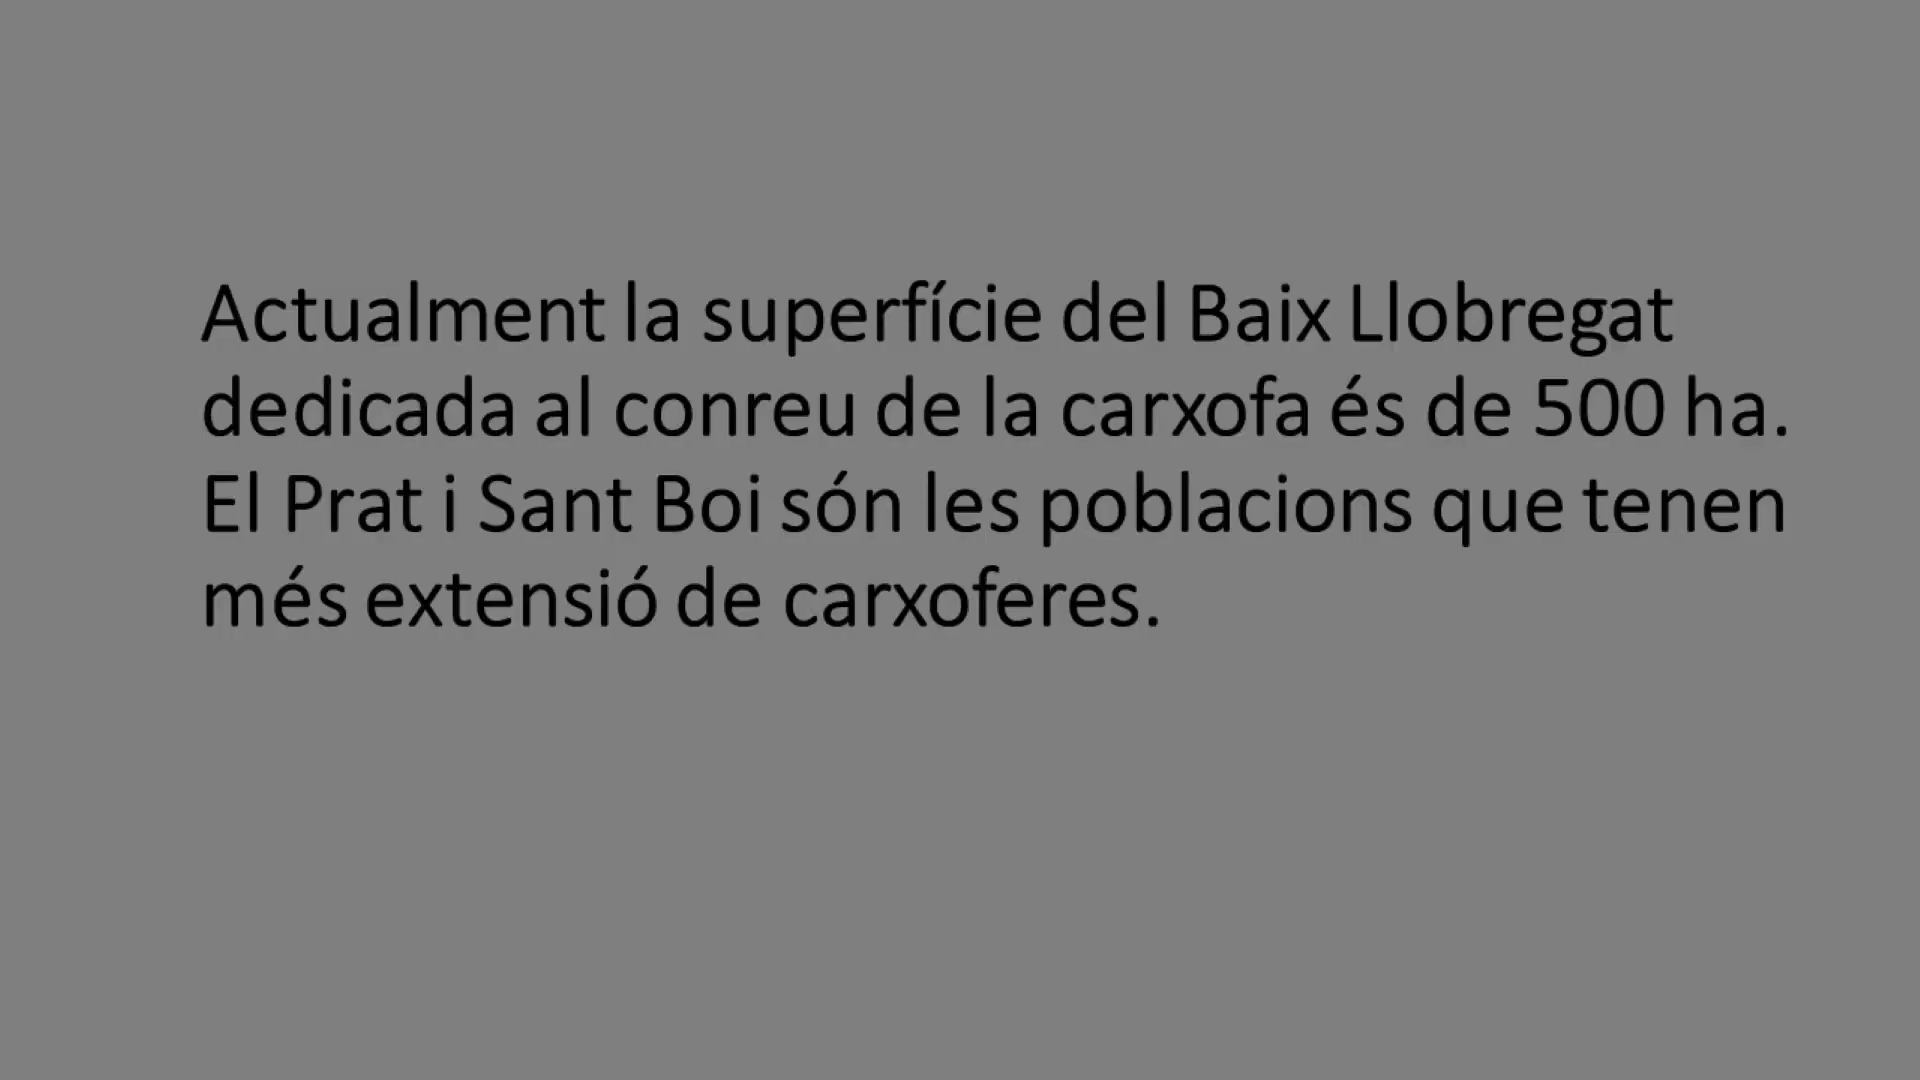 Actualment la superfície del Baix Llobregat
dedicada al conreu de la carxofa és de 500 ha.
El Prat i Sant Boi són les poblacions que tenen
més extensió de carxoferes.